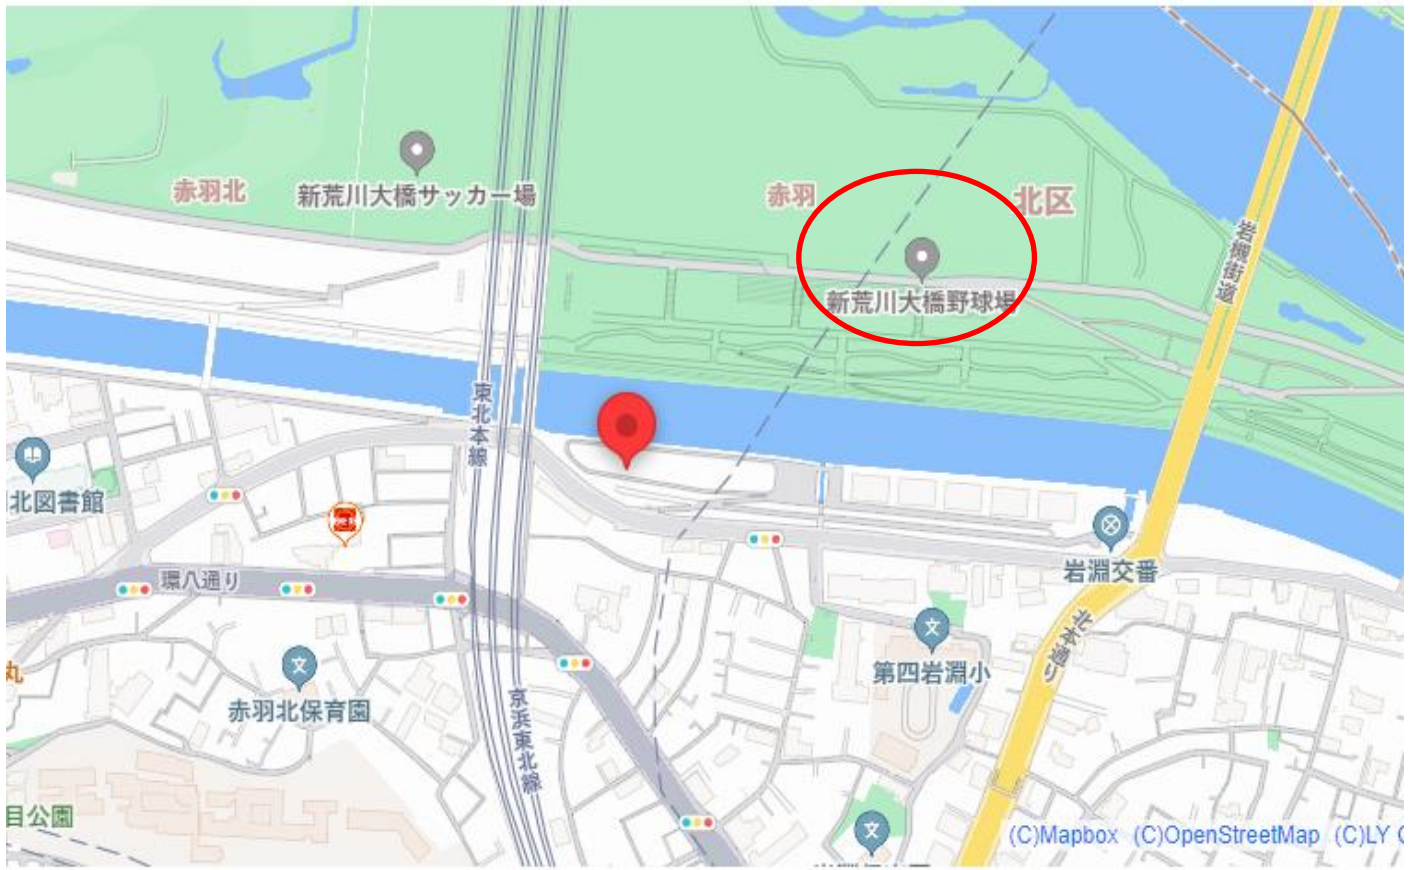 赤羽北
新荒川大橋サッカー場
赤羽
北区
新荒川大橋野球場
岩槻街道
東北本線
北図書館
環八通り
岩淵交番
北本通り
第四岩淵小
丸
赤羽北保育園
京浜東北線
目公園
(C)Mapbox (C)OpenStreetMap (C)LY C